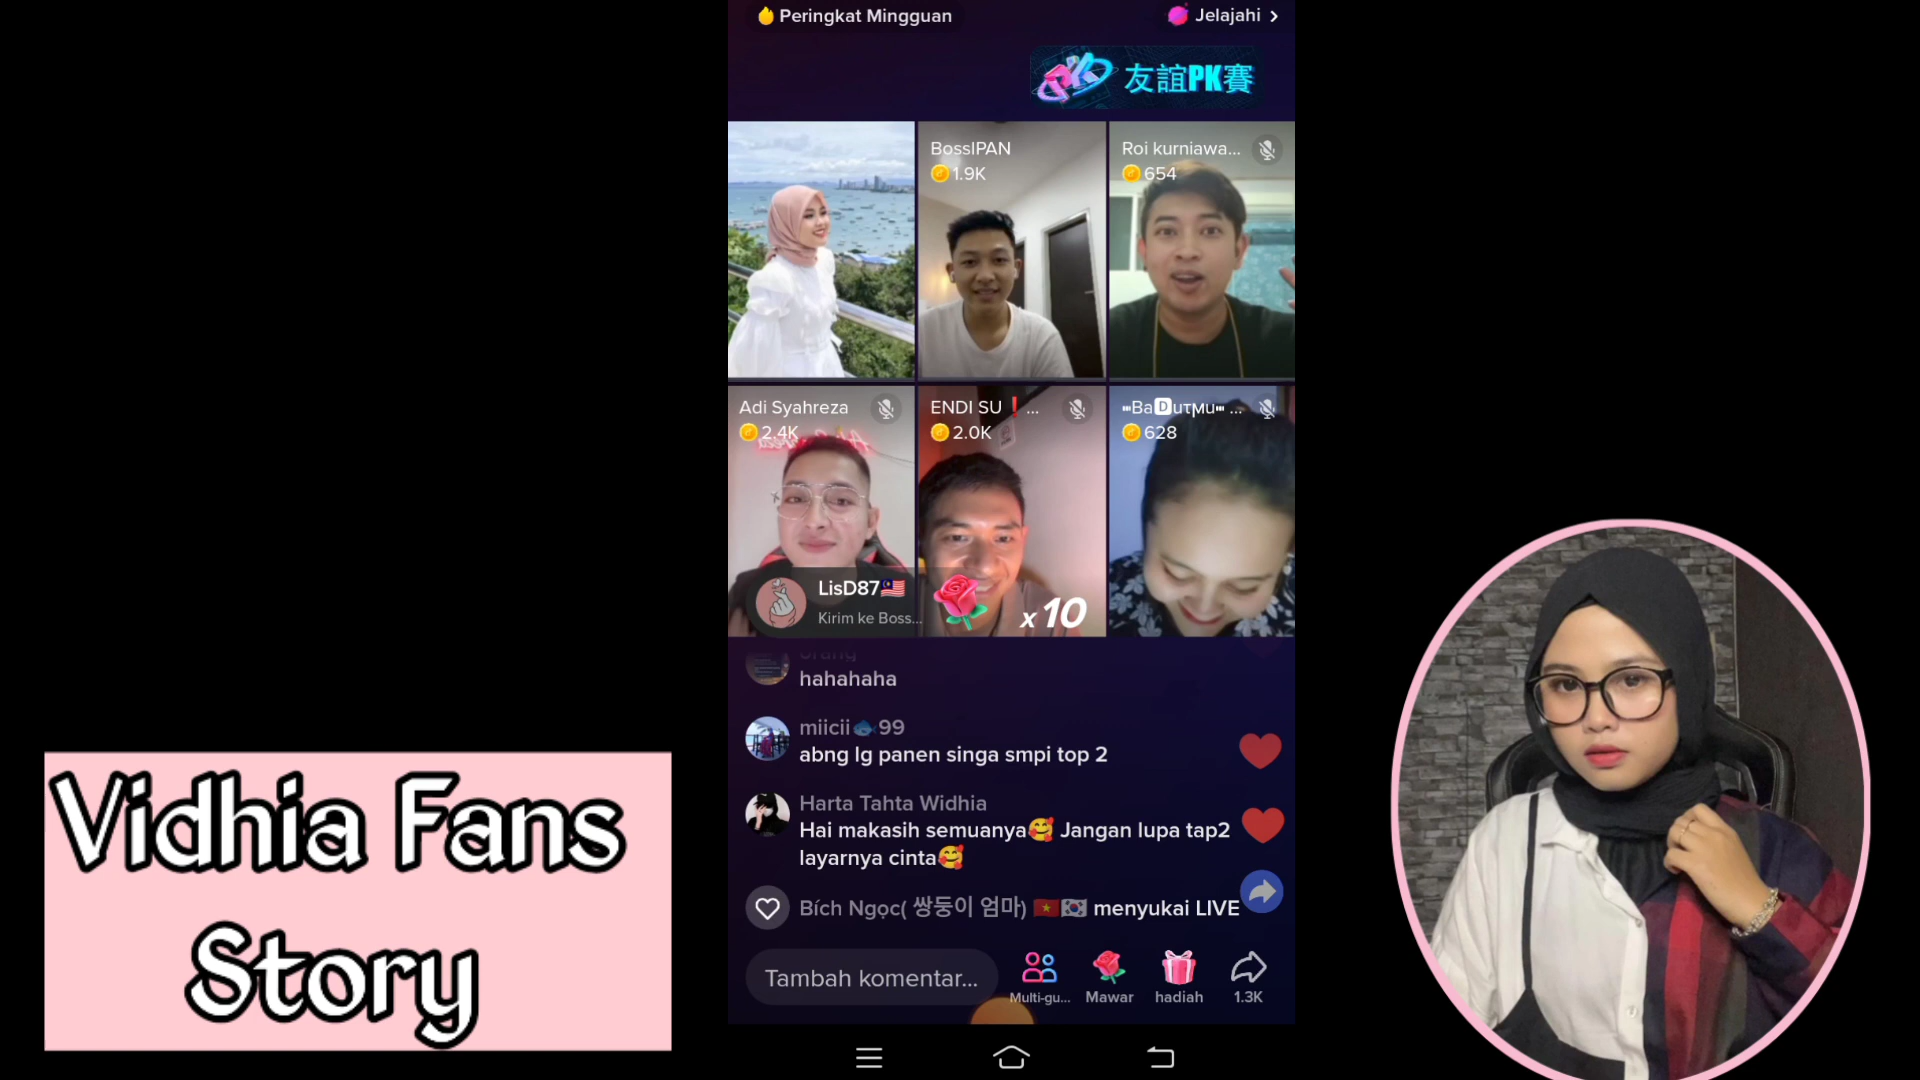 Peringkat Mingguan
Jelajahi
友誼PK賽
BossIPAN
1.9K
Roi kurniawa...
654
Adi Syahreza
2.4K
ENDI SU❗...
2.0K
628
LisD87🇲🇾
Kirim ke Boss...
x10
hahahaha
miicii🐟99
abng lg panen singa smpi top 2
Harta Tahta Widhia
Hai makasih semuanya🥰 Jangan lupa tap2
layarnya cinta🥰
Bích Ngọc( 쌍둥이 엄마) 🇻🇳🇰🇷 menyukai LIVE
Tambah komentar...
Multi-gu...
Mawar
hadiah
1.3K
Vidhia Fans
Story